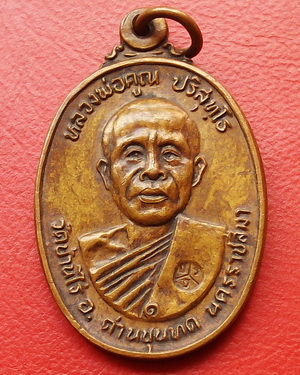 หลวงพ่อคูณ ปริสุทฺโธ
วัดบ้านไร่ อ. ด่านขุนทด นครราชสีมา
๑